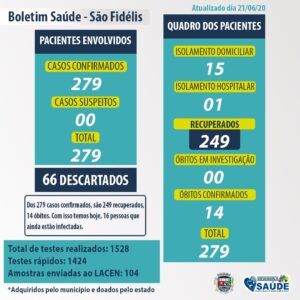 Boletim Saúde - São Fidélis
Atualizado dia 21/06/20
PACIENTES ENVOLVIDOS
CASOS CONFIRMADOS
279
CASOS SUSPEITOS
00
TOTAL
279
66 DESCARTADOS
Dos 279 casos confirmados, são 249 recuperados,
14 óbitos. Com isso temos hoje, 16 pessoas que
ainda estão infectadas.
Total de testes realizados: 1528
Testes rápidos: 1424
Amostras enviadas ao LACEN: 104
*Adquiridos pelo município e doados pelo estado
QUADRO DOS PACIENTES
ISOLAMENTO DOMICILIAR
15
ISOLAMENTO HOSPITALAR
01
RECUPERADOS
249
ÓBITOS EM INVESTIGAÇÃO
00
ÓBITOS CONFIRMADOS
14
TOTAL
279
SAÚDE